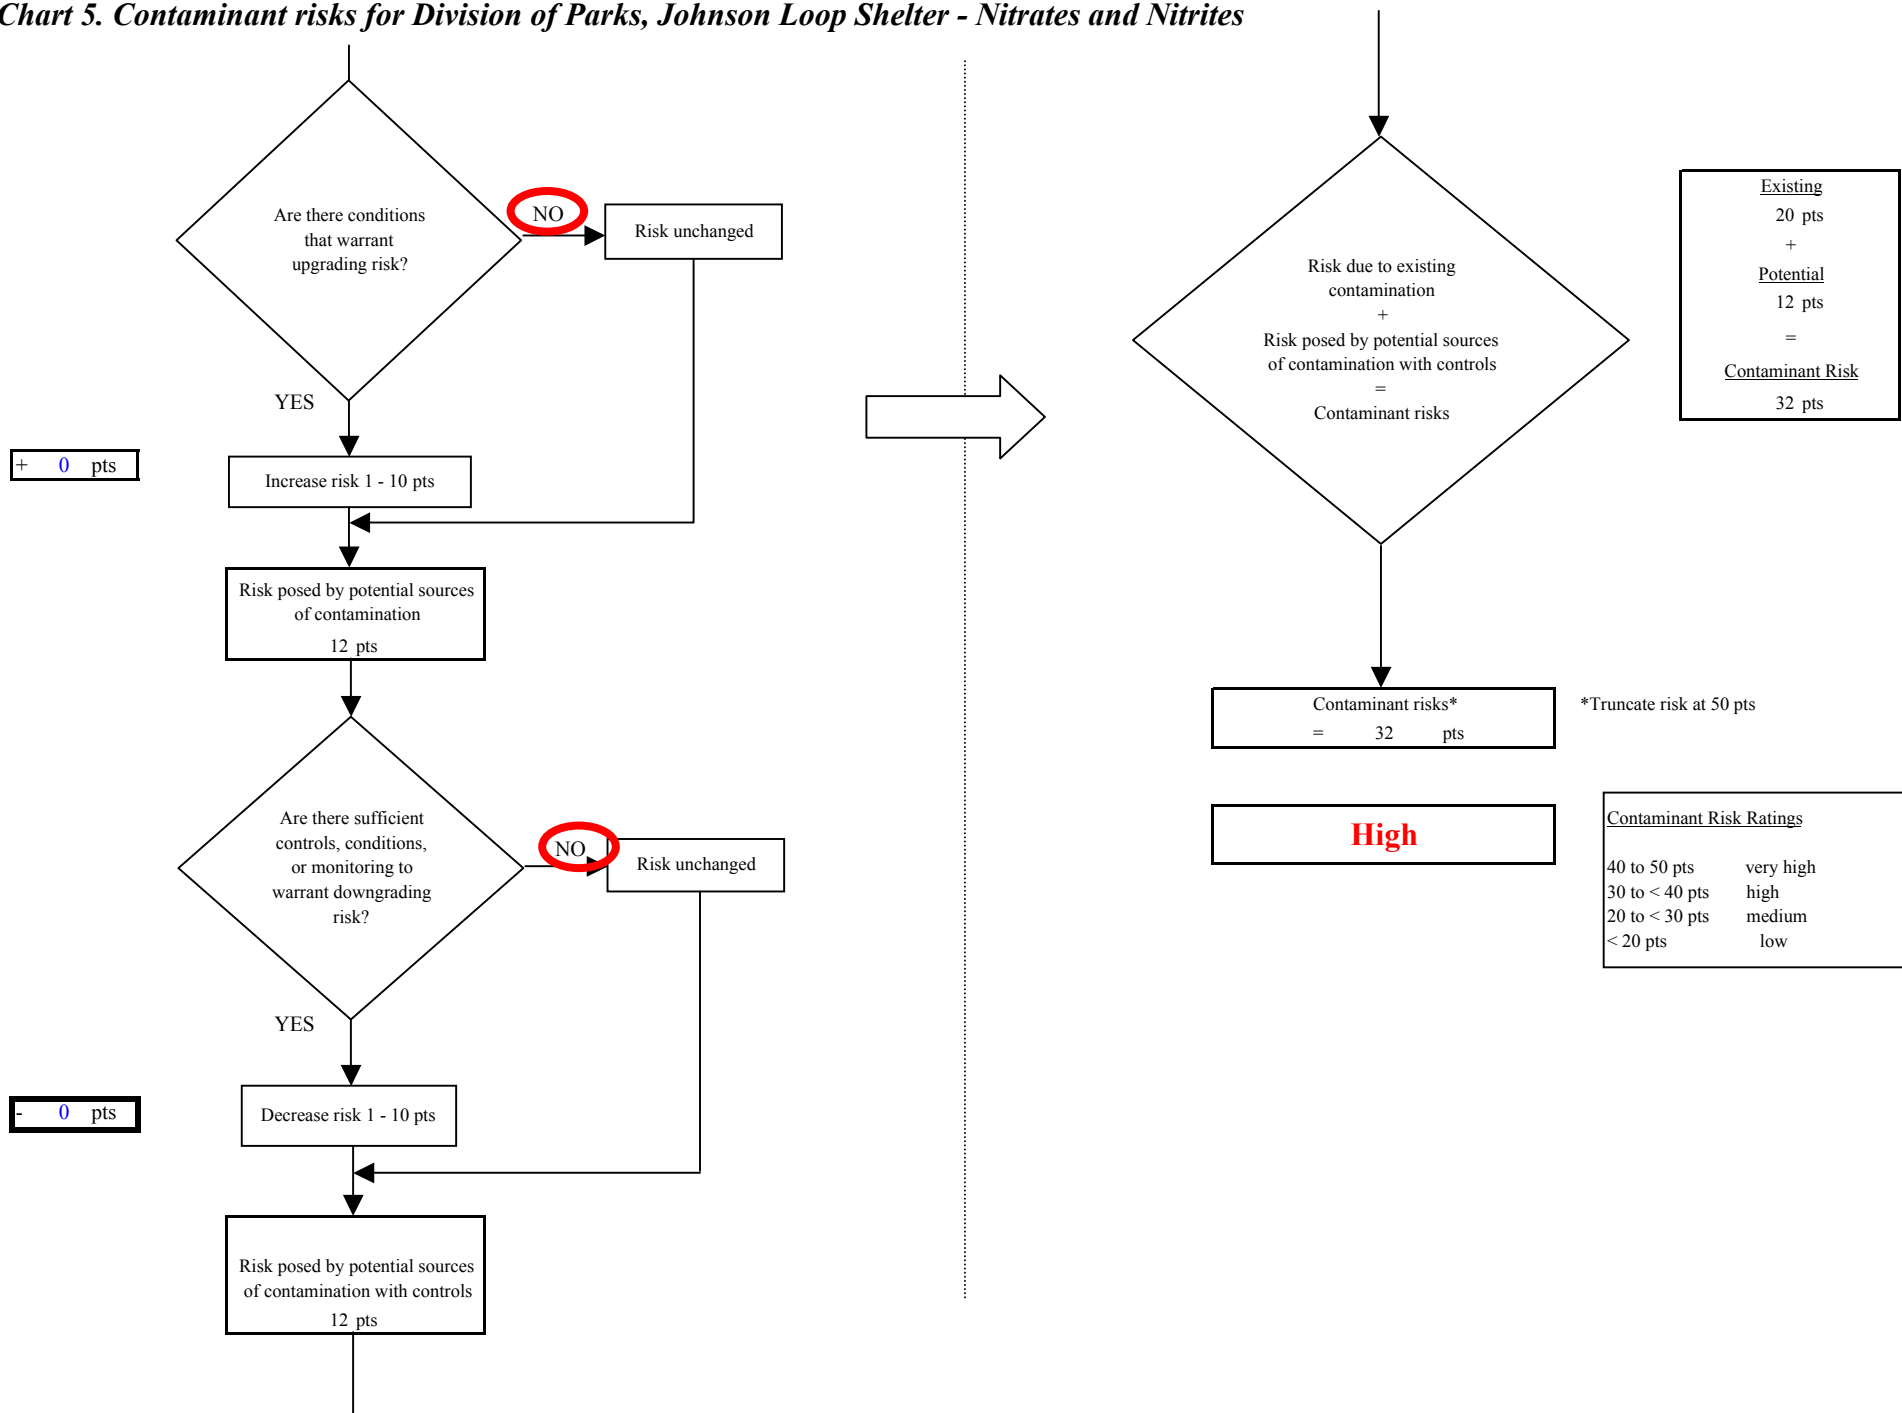 Chart 5. Contaminant risks for Division of Parks, Johnson Loop Shelter - Nitrates and Nitrites
Are there conditions
that warrant
upgrading risk?
NO
Risk unchanged
YES
+ 0 pts
Increase risk 1 - 10 pts
Risk posed by potential sources
of contamination
12 pts
Are there sufficient
controls, conditions,
or monitoring to
warrant downgrading
risk?
NO
Risk unchanged
YES
- 0 pts
Decrease risk 1 - 10 pts
Risk posed by potential sources
of contamination with controls
12 pts
Risk due to existing
contamination
+
Risk posed by potential sources
of contamination with controls
=
Contaminant risks
Existing
20 pts
+
Potential
12 pts
=
Contaminant Risk
32 pts
Contaminant risks*
= 32 pts
*Truncate risk at 50 pts
High
Contaminant Risk Ratings
40 to 50 pts very high
30 to < 40 pts high
20 to < 30 pts medium
< 20 pts low